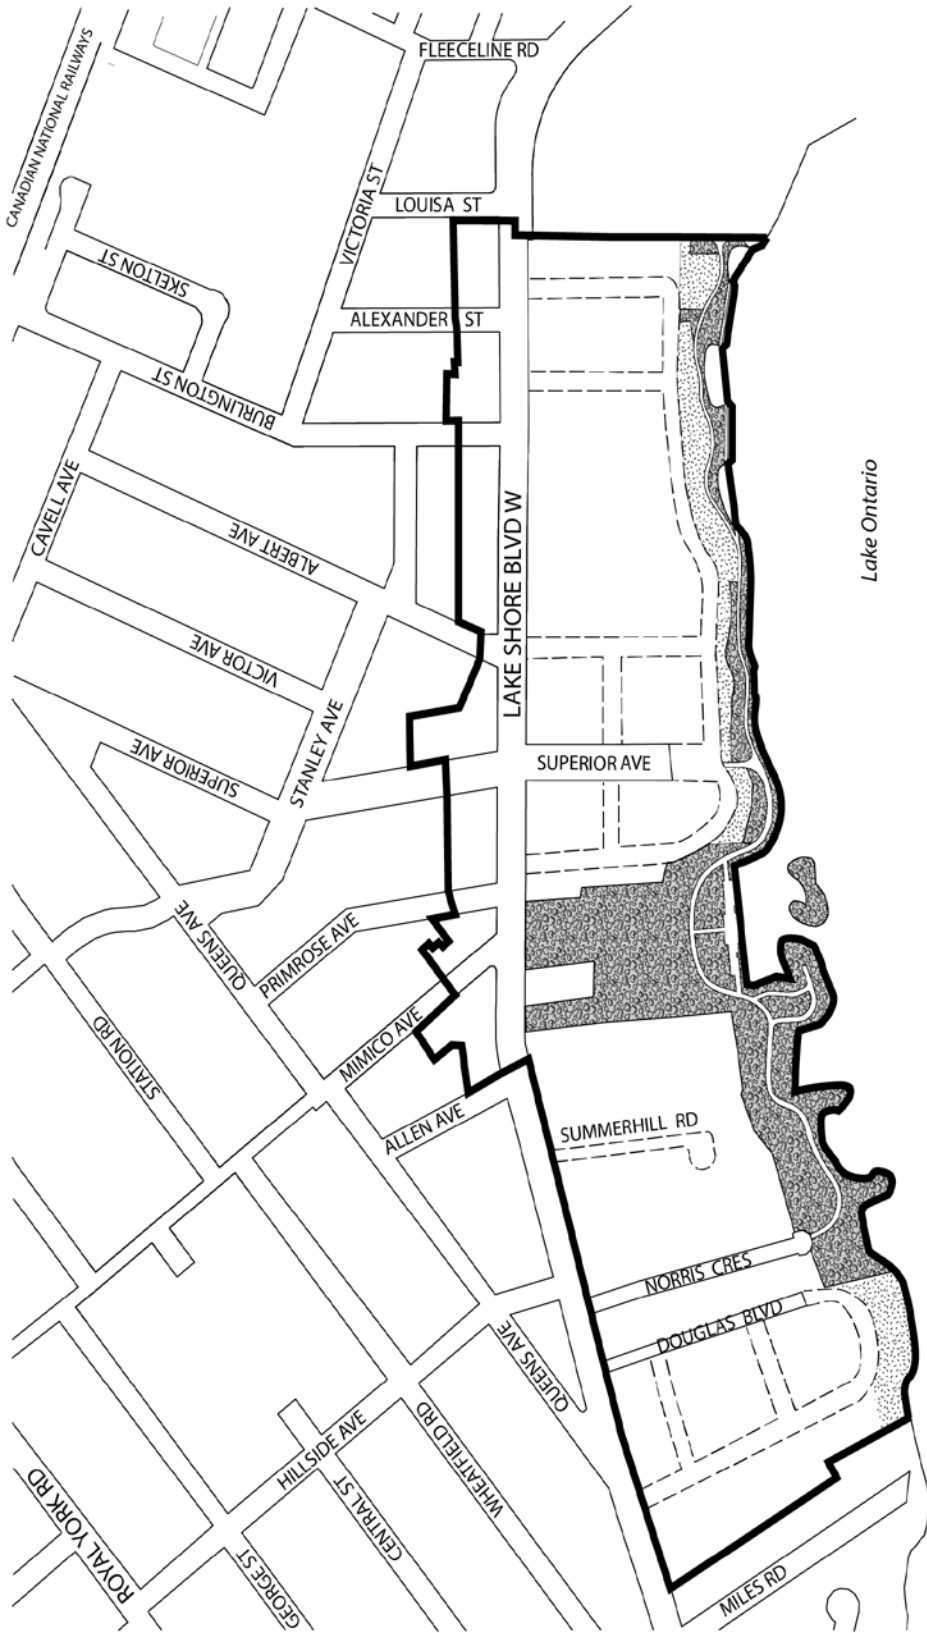 FLEECELINE RD
CANADIAN NATIONAL RAILWAYS
VICTORIA ST
LOUISA ST
SKELTON ST
ALEXANDER ST
BURLINGTON ST
CAVELL AVE
ALBERT AVE
LAKE SHORE BLVD W
Lake Ontario
VICTOR AVE
STANLEY AVE
SUPERIOR AVE
SUPERIOR AVE
QUEENS AVE
PRIMROSE AVE
STATION RD
MIMICO AVE
ALLEN AVE
SUMMERHILL RD
NORRIS CRES
DOUGLAS BLVD
QUEENS AVE
HILLSIDE AVE
WHEATFIELD RD
CENTRAL ST
ROYAL YORK RD
GEORGE ST
MILES RD